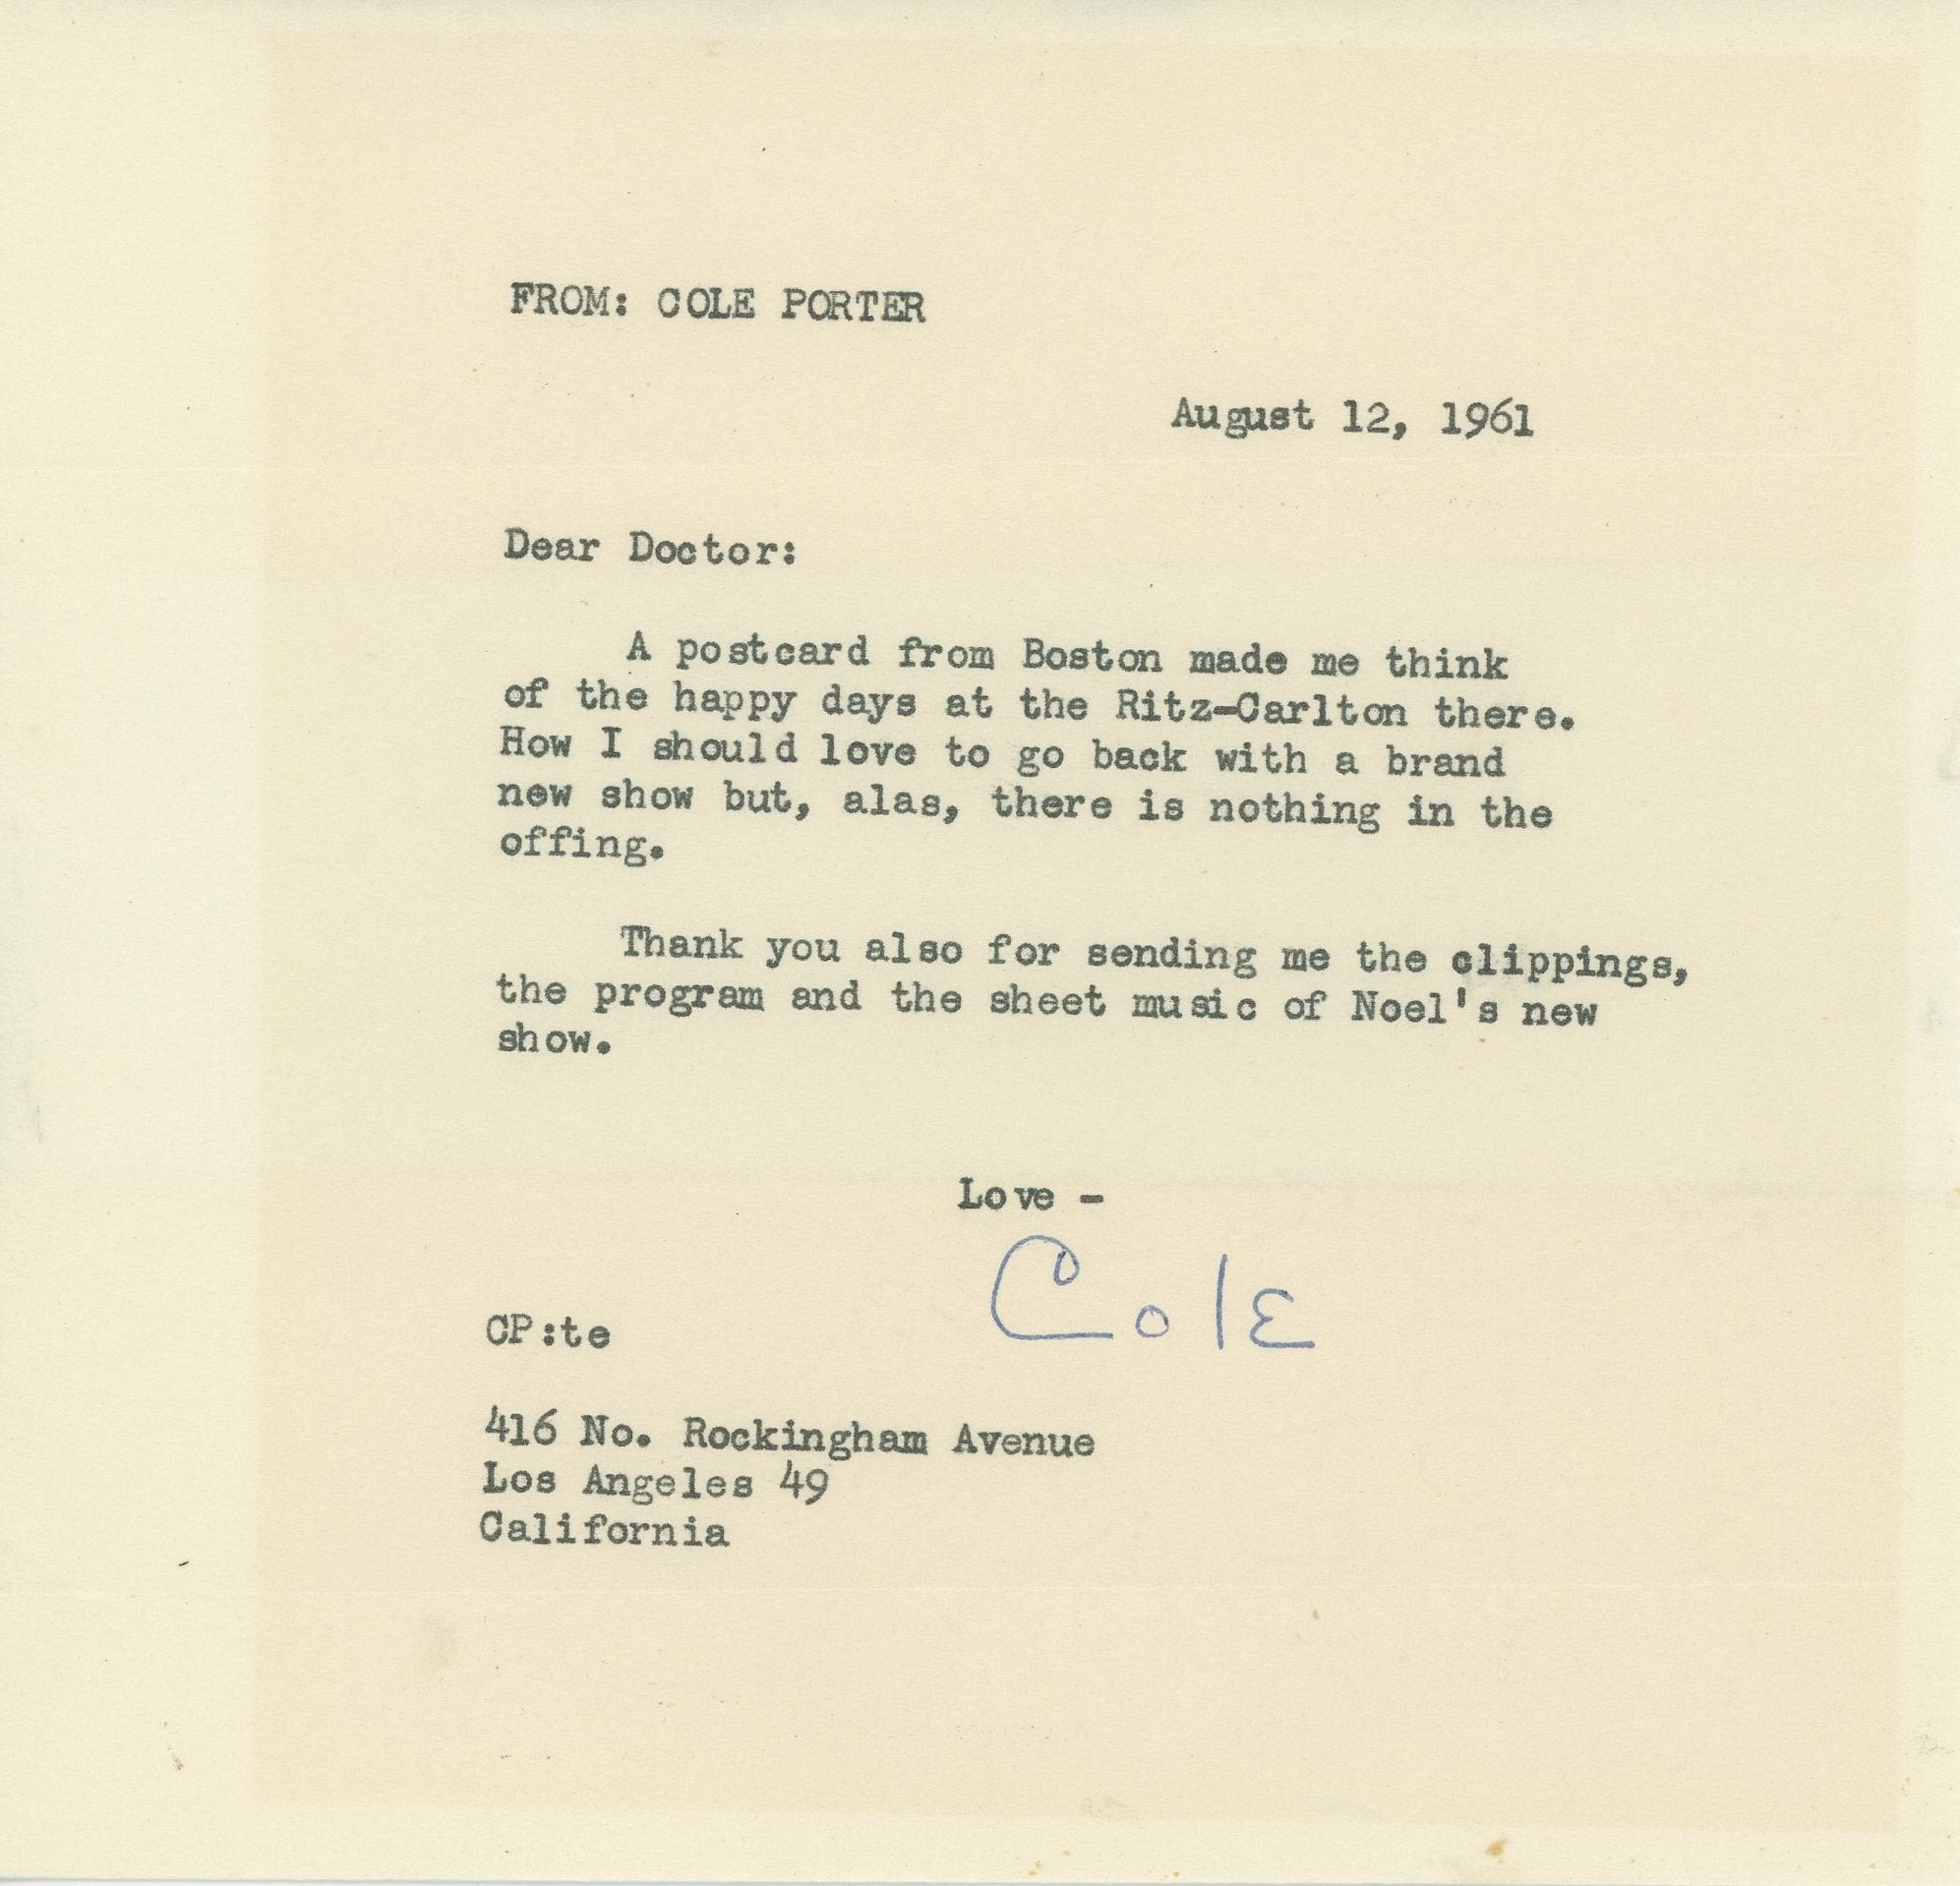 FROM: COLE PORTER
August 12, 1961
Dear Doctor:
A postcard from Boston made me think
of the happy days at the Ritz-Carlton there.
How I should love to go back with a brand
new show but, alas, there is nothing in the
offing.
Thank you also for sending me the clippings,
the program and the sheet music of Noel's new
show.
Love -
Cole
CP:te
416 No. Rockingham Avenue
Los Angeles 49
California